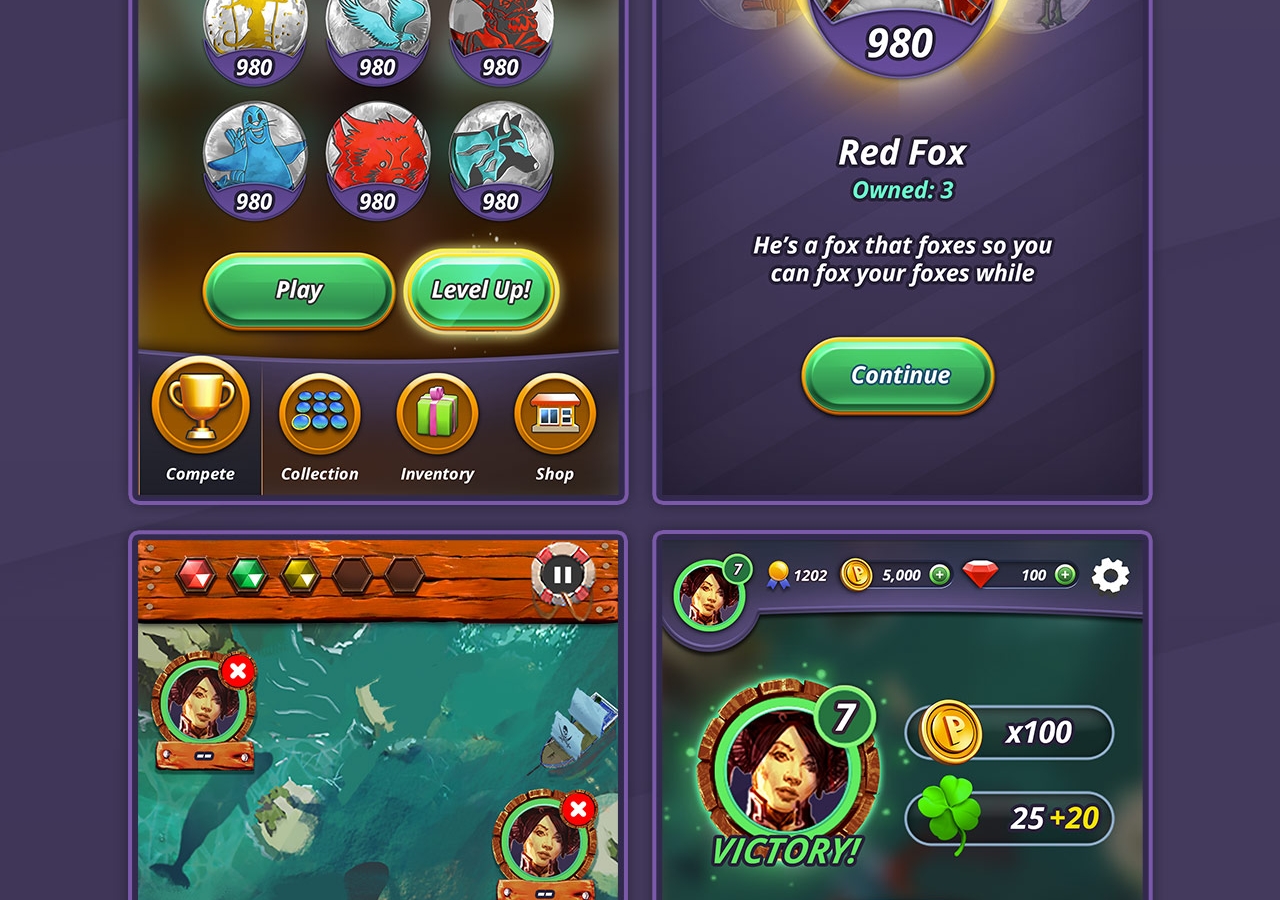 980 980 980
980 980 980
Play Level Up!
Compete Collection Inventory Shop
980
Red Fox
Owned: 3
He's a fox that foxes so you
can fox your foxes while
Continue
--
--
7 1202 5,000 100
7
VICTORY!
x100
25 +20